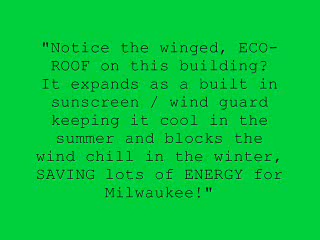 "Notice the winged, ECO-
ROOF on this building?
It expands as a built in
sunscreen / wind guard
keeping it cool in the
summer and blocks the
wind chill in the winter,
SAVING lots of ENERGY for
Milwaukee!"